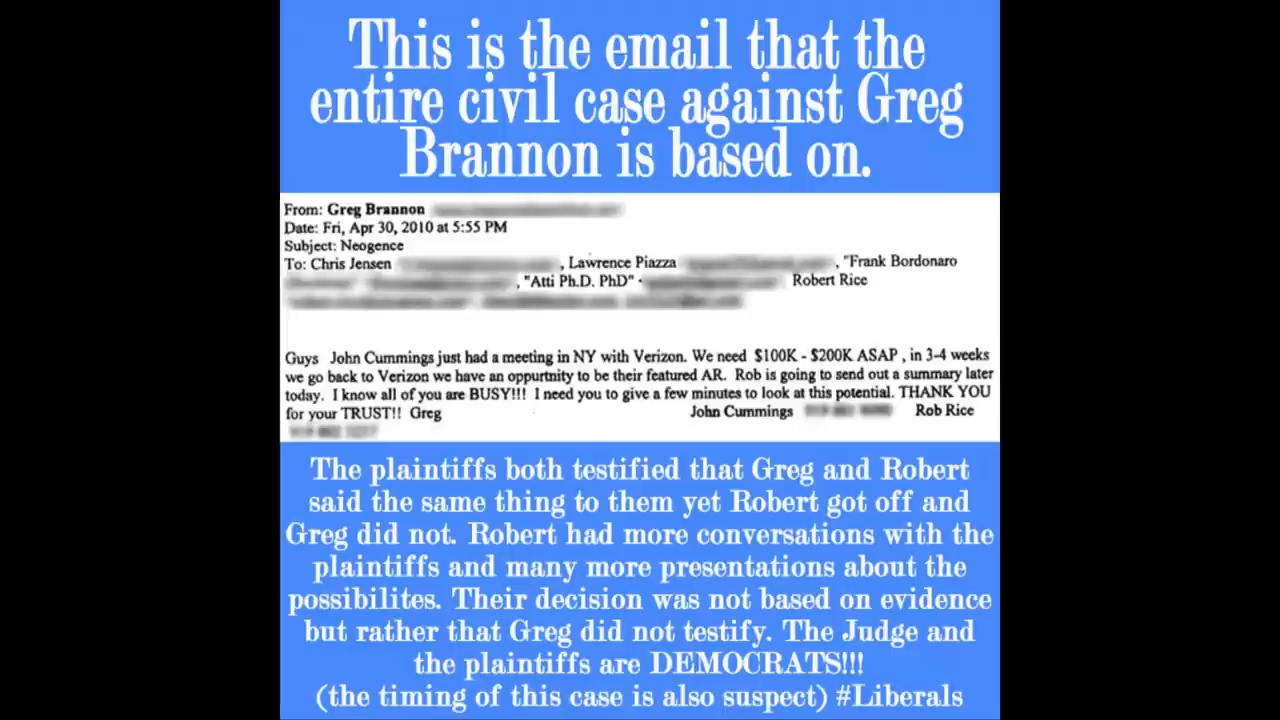 This is the email that the
entire civil case against Greg
Brannon is based on.
From: Greg Brannon
Date: Fri, Apr 30, 2010 at 5:55 PM
Subject: Neogence
To: Chris Jensen , Lawrence Piazza , "Frank Bordonaro
, "Atti Ph.D. PhD" · Robert Rice
Guys John Cummings just had a meeting in NY with Verizon. We need $100K - $200K ASAP , in 3-4 weeks
we go back to Verizon we have an oppurtnity to be their featured AR. Rob is going to send out a summary later
today. I know all of you are BUSY!!! I need you to give a few minutes to look at this potential. THANK YOU
for your TRUST!! Greg John Cummings Rob Rice
The plaintiffs both testified that Greg and Robert
said the same thing to them yet Robert got off and
Greg did not. Robert had more conversations with the
plaintiffs and many more presentations about the
possibilites. Their decision was not based on evidence
but rather that Greg did not testify. The Judge and
the plaintiffs are DEMOCRATS!!!
(the timing of this case is also suspect) #Liberals